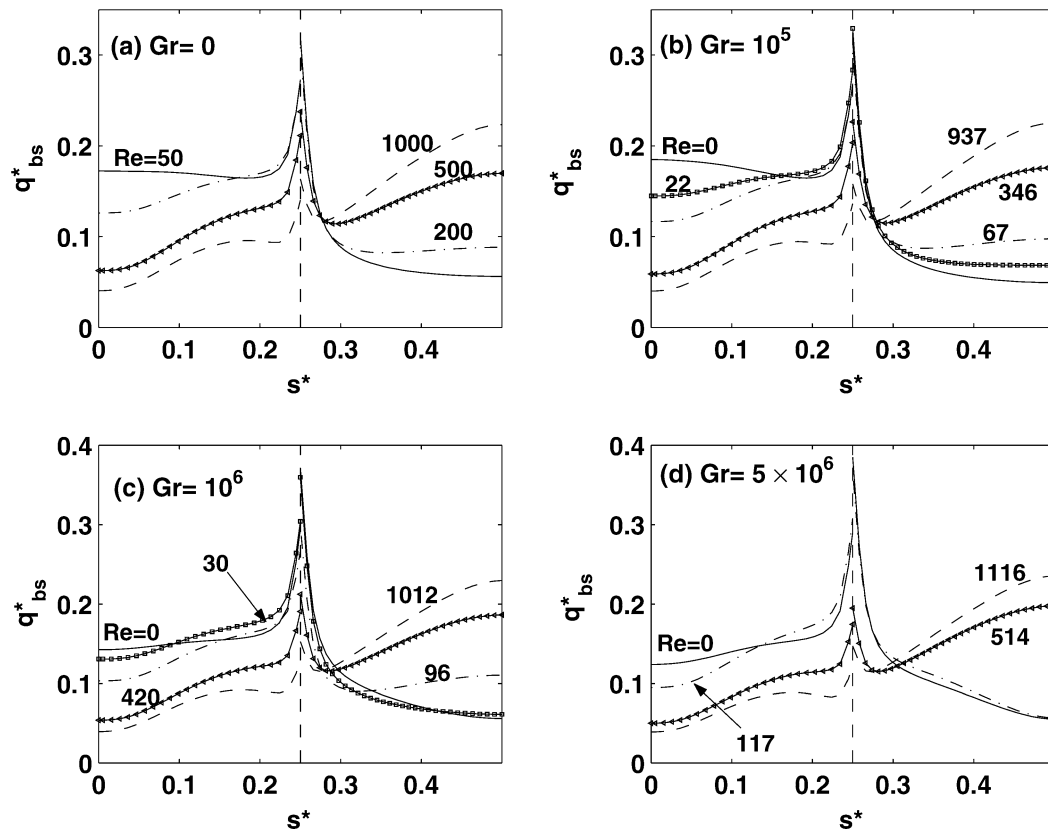 (a) Gr= 0
Re=50
1000
500
200
0.3
0.2
0.1
0
q*bs
0 0.1 0.2 0.3 0.4
s*
(b) Gr= 10^5
Re=0
22
937
346
67
0.3
0.2
0.1
0
q*bs
0 0.1 0.2 0.3 0.4
s*
(c) Gr= 10^6
30
Re=0
420
1012
96
0.4
0.3
0.2
0.1
0
q*bs
0 0.1 0.2 0.3 0.4
s*
(d) Gr= 5 × 10^6
Re=0
117
1116
514
0.4
0.3
0.2
0.1
0
q*bs
0 0.1 0.2 0.3 0.4
s*